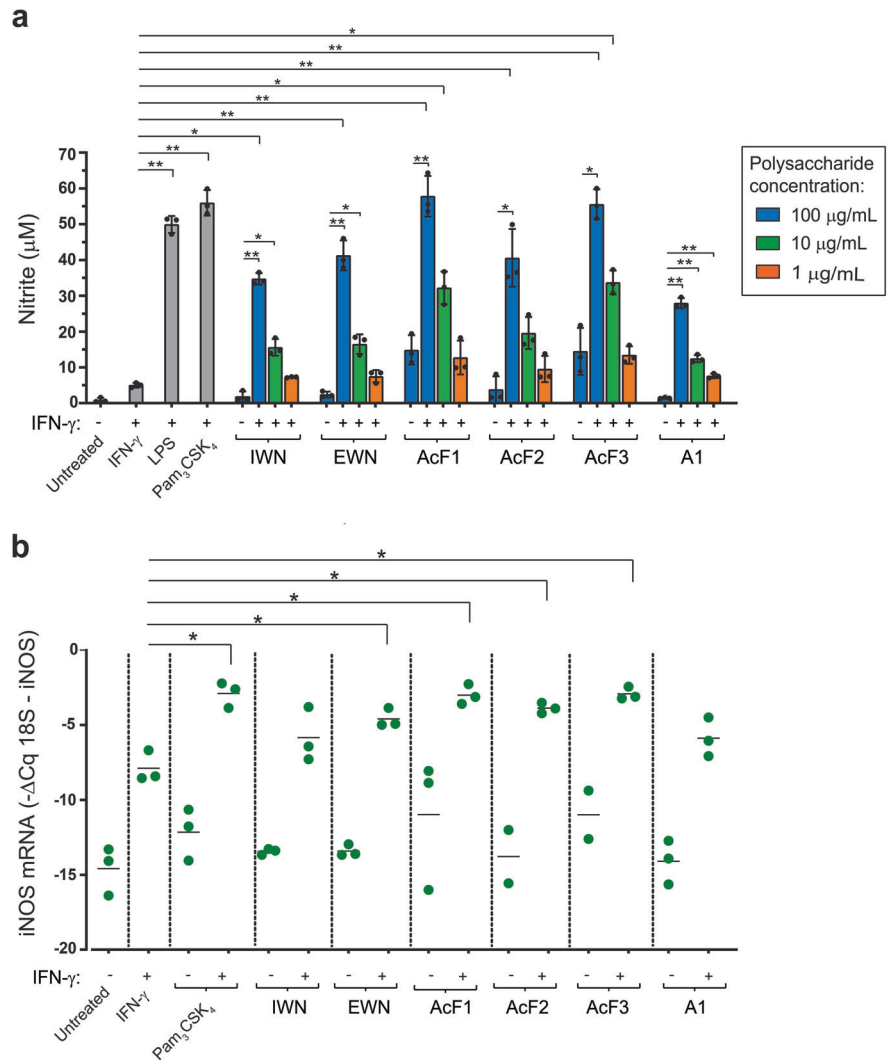 a
*
**
**
*
**
**
*
**
**
70
60
50
40
30
20
10
0
Nitrite (μM)
** * ** * ** * * ** ** **
Polysaccharide
concentration:
100 μg/mL
10 μg/mL
1 μg/mL
IFN-γ: - + + + - + + + - + + + - + + + - + + + - + + + - + + +
Untreated
IFN-γ
LPS
Pam₃CSK₄
IWN EWN AcF1 AcF2 AcF3 A1
b
*
*
*
*
*
0
-5
-10
-15
-20
iNOS mRNA (-ΔCq 18S - iNOS)
IFN-γ: - + - + - + - + - + - + - + - +
Untreated
IFN-γ
Pam₃CSK₄
IWN EWN AcF1 AcF2 AcF3 A1